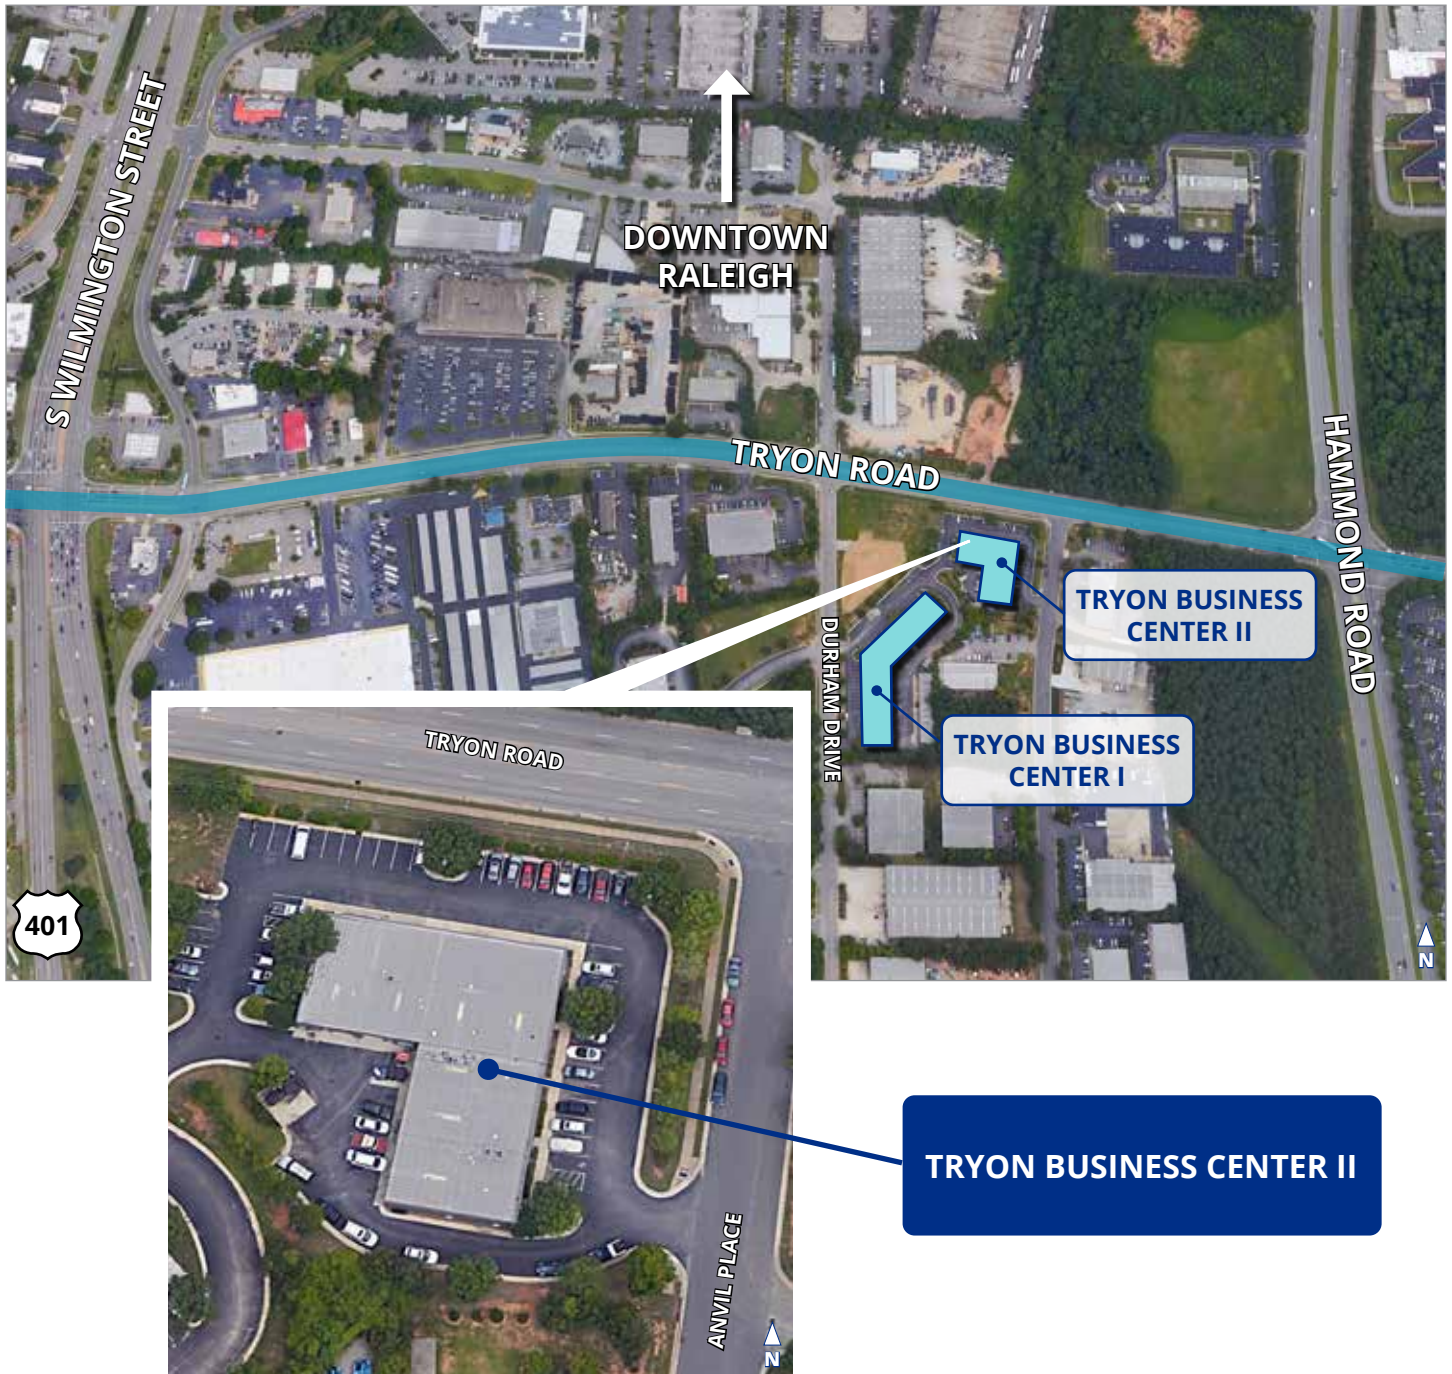 S WILMINGTON STREET
DOWNTOWN
RALEIGH
TRYON ROAD
HAMMOND ROAD
TRYON BUSINESS
CENTER II
DURHAM DRIVE
TRYON BUSINESS
CENTER I
401
N
TRYON ROAD
TRYON BUSINESS CENTER II
ANVIL PLACE
N